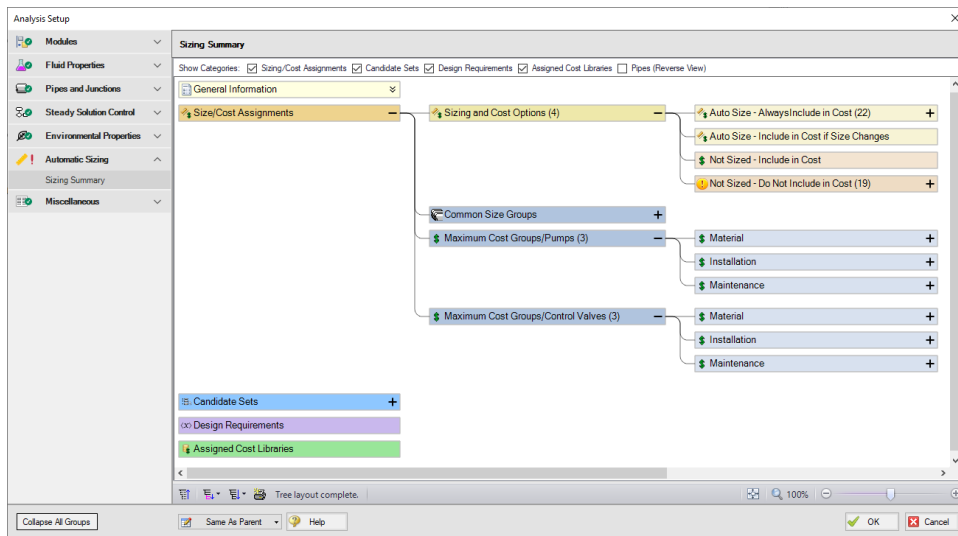 Analysis Setup
Modules
Fluid Properties
Pipes and Junctions
Steady Solution Control
Environmental Properties
Automatic Sizing
Sizing Summary
Miscellaneous
Sizing Summary
Show Categories: Sizing/Cost Assignments Candidate Sets Design Requirements Assigned Cost Libraries Pipes (Reverse View)
General Information
Size/Cost Assignments
Sizing and Cost Options (4)
Auto Size - AlwaysInclude in Cost (22)
Auto Size - Include in Cost if Size Changes
Not Sized - Include in Cost
Not Sized - Do Not Include in Cost (19)
Common Size Groups
Maximum Cost Groups/Pumps (3)
Material
Installation
Maintenance
Maximum Cost Groups/Control Valves (3)
Material
Installation
Maintenance
Candidate Sets
Design Requirements
Assigned Cost Libraries
Tree layout complete.
100%
Collapse All Groups
Same As Parent
Help
OK
Cancel